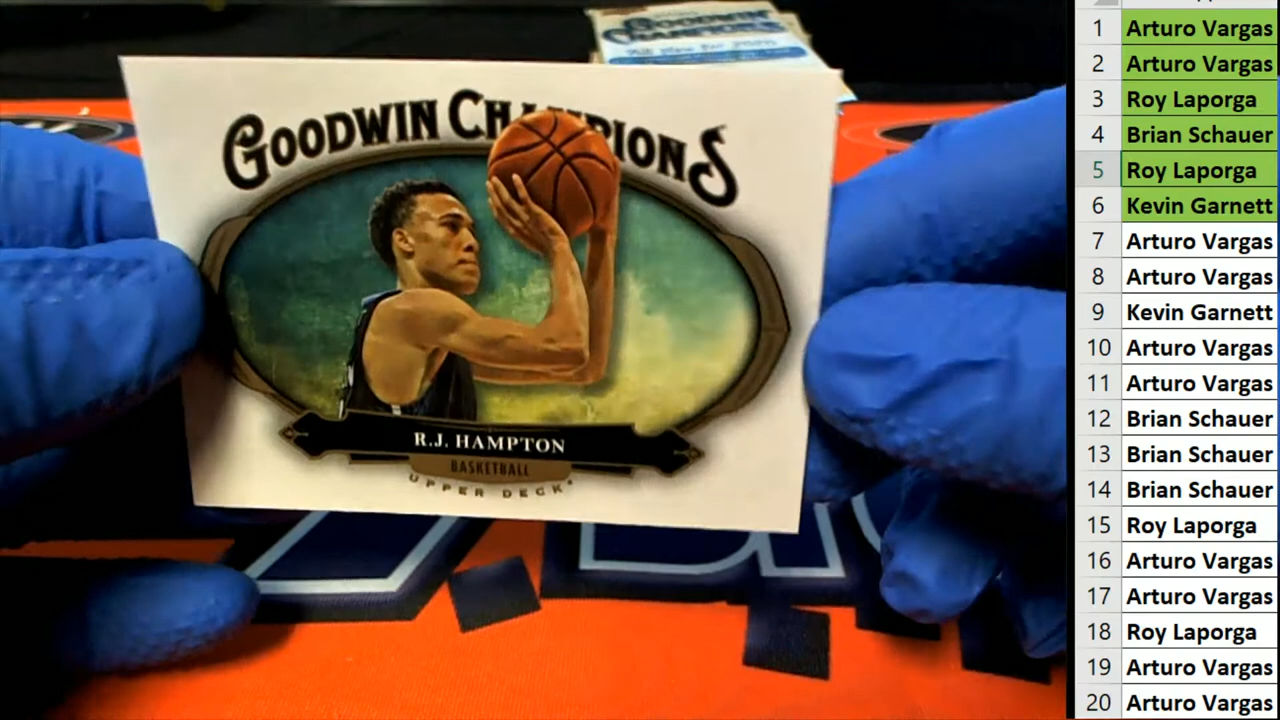 GOODWIN CHAMPIONS
R.J. HAMPTON
BASKETBALL
UPPER DECK
1 Arturo Vargas
2 Arturo Vargas
3 Roy Laporga
4 Brian Schauer
5 Roy Laporga
6 Kevin Garnett
7 Arturo Vargas
8 Arturo Vargas
9 Kevin Garnett
10 Arturo Vargas
11 Arturo Vargas
12 Brian Schauer
13 Brian Schauer
14 Brian Schauer
15 Roy Laporga
16 Arturo Vargas
17 Arturo Vargas
18 Roy Laporga
19 Arturo Vargas
20 Arturo Vargas